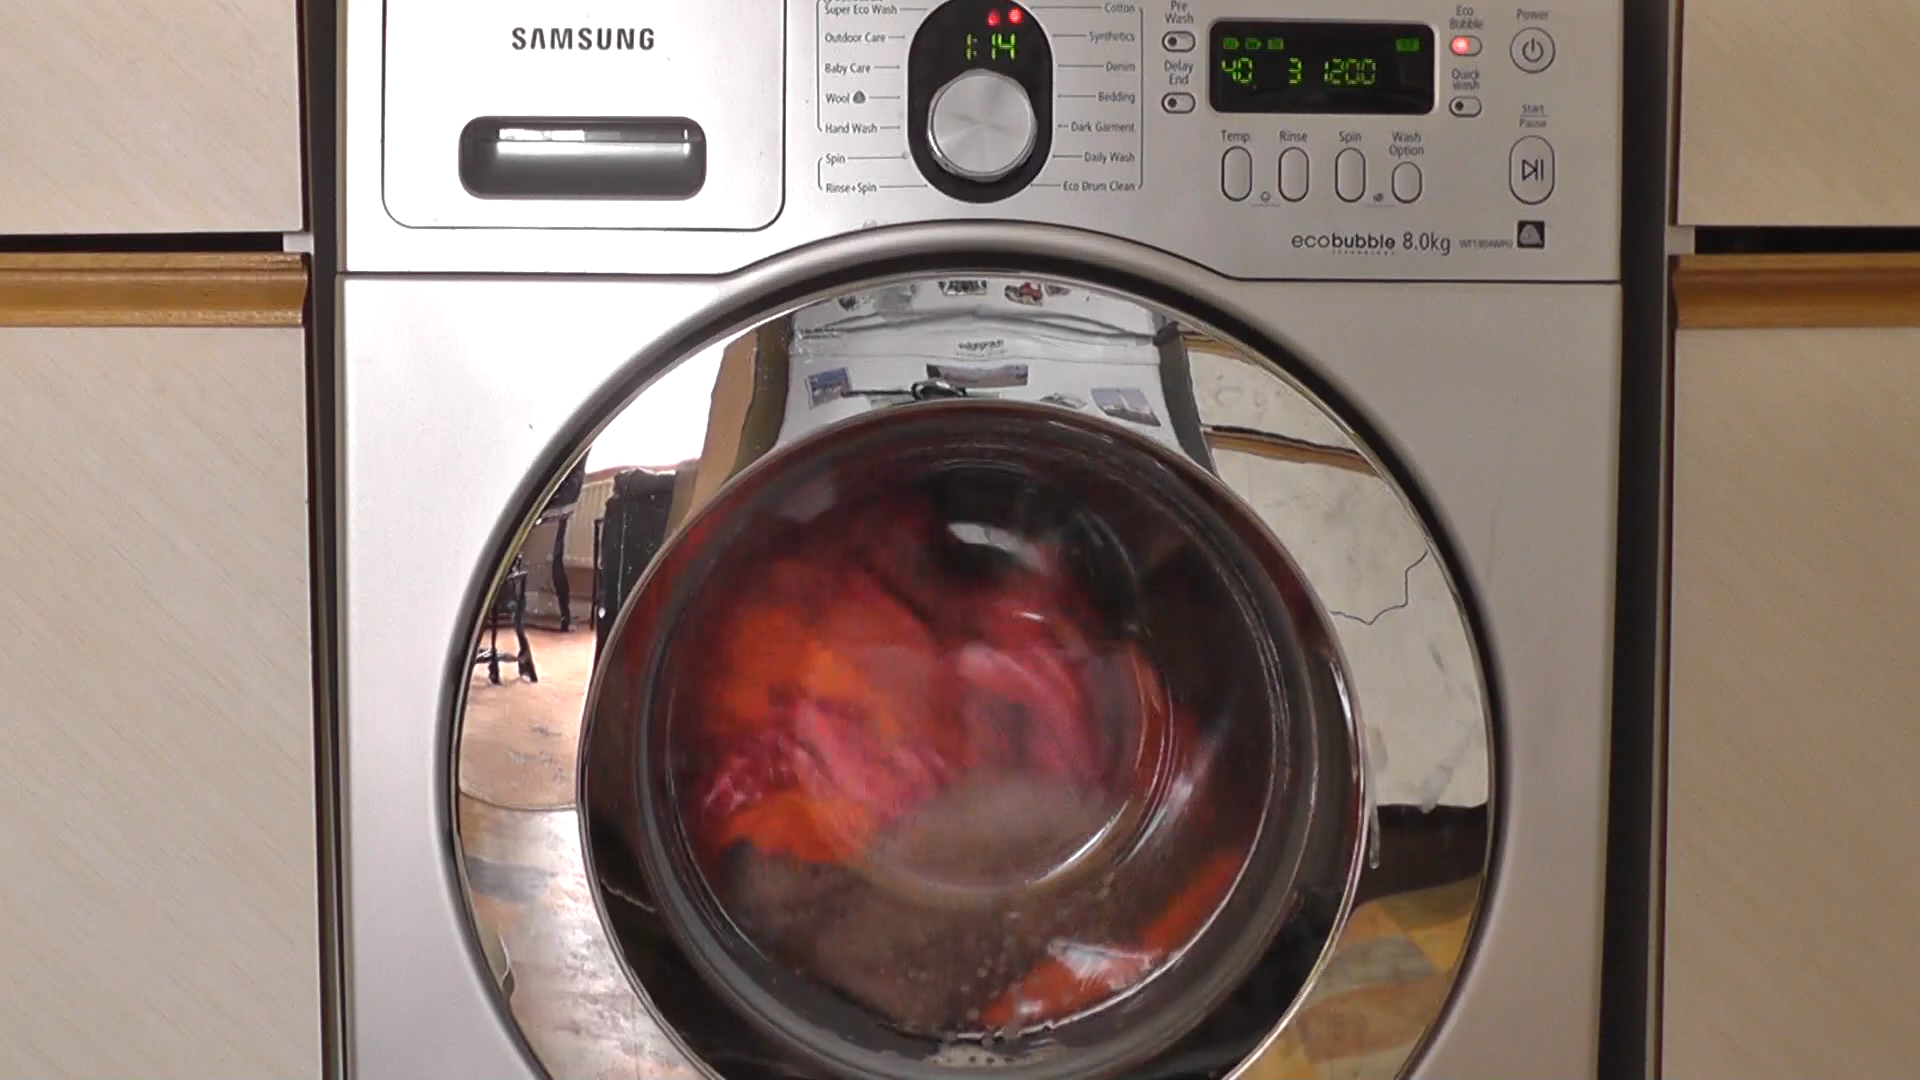 SAMSUNG
Super Eco Wash
Outdoor Care
Baby Care
Wool
Hand Wash
Spin
Rinse+Spin
1:14
Cotton
Synthetics
Denim
Bedding
Dark Garment
Daily Wash
Eco Drum Clean
Pre
Wash
Delay
End
40 3 1200
Eco
Bubble
Quick
Wash
Power
Start
Pause
Temp.
Rinse
Spin
Wash
Option
ecobubble 8.0kg
TECHNOLOGY